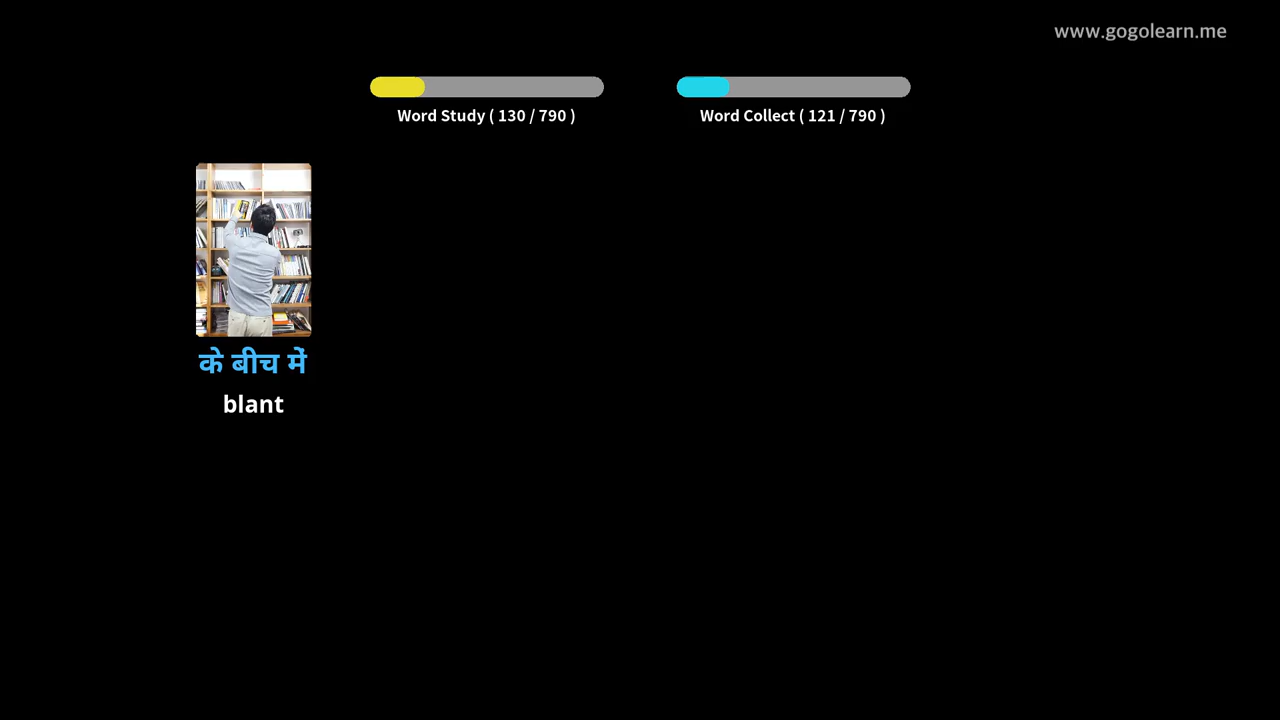 www.gogolearn.me
Word Study ( 130 / 790 )
Word Collect ( 121 / 790 )
के बीच में
blant